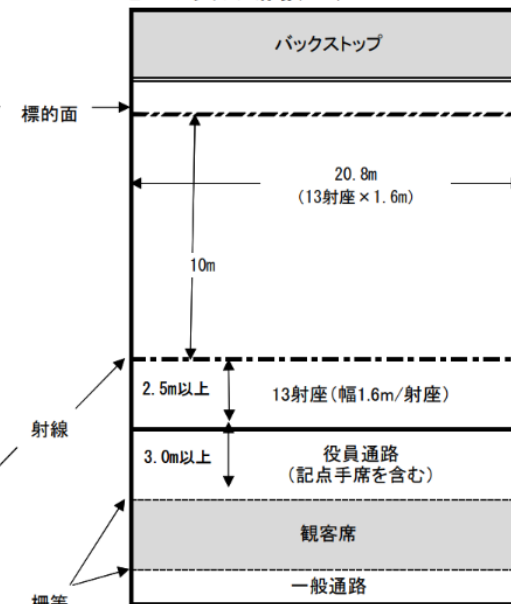 バックストップ
標的面
20.8m
(13射座×1.6m)
10m
2.5m以上
13射座(幅1.6m/射座)
射線
3.0m以上
役員通路
(記点手席を含む)
観客席
一般通路
柵等